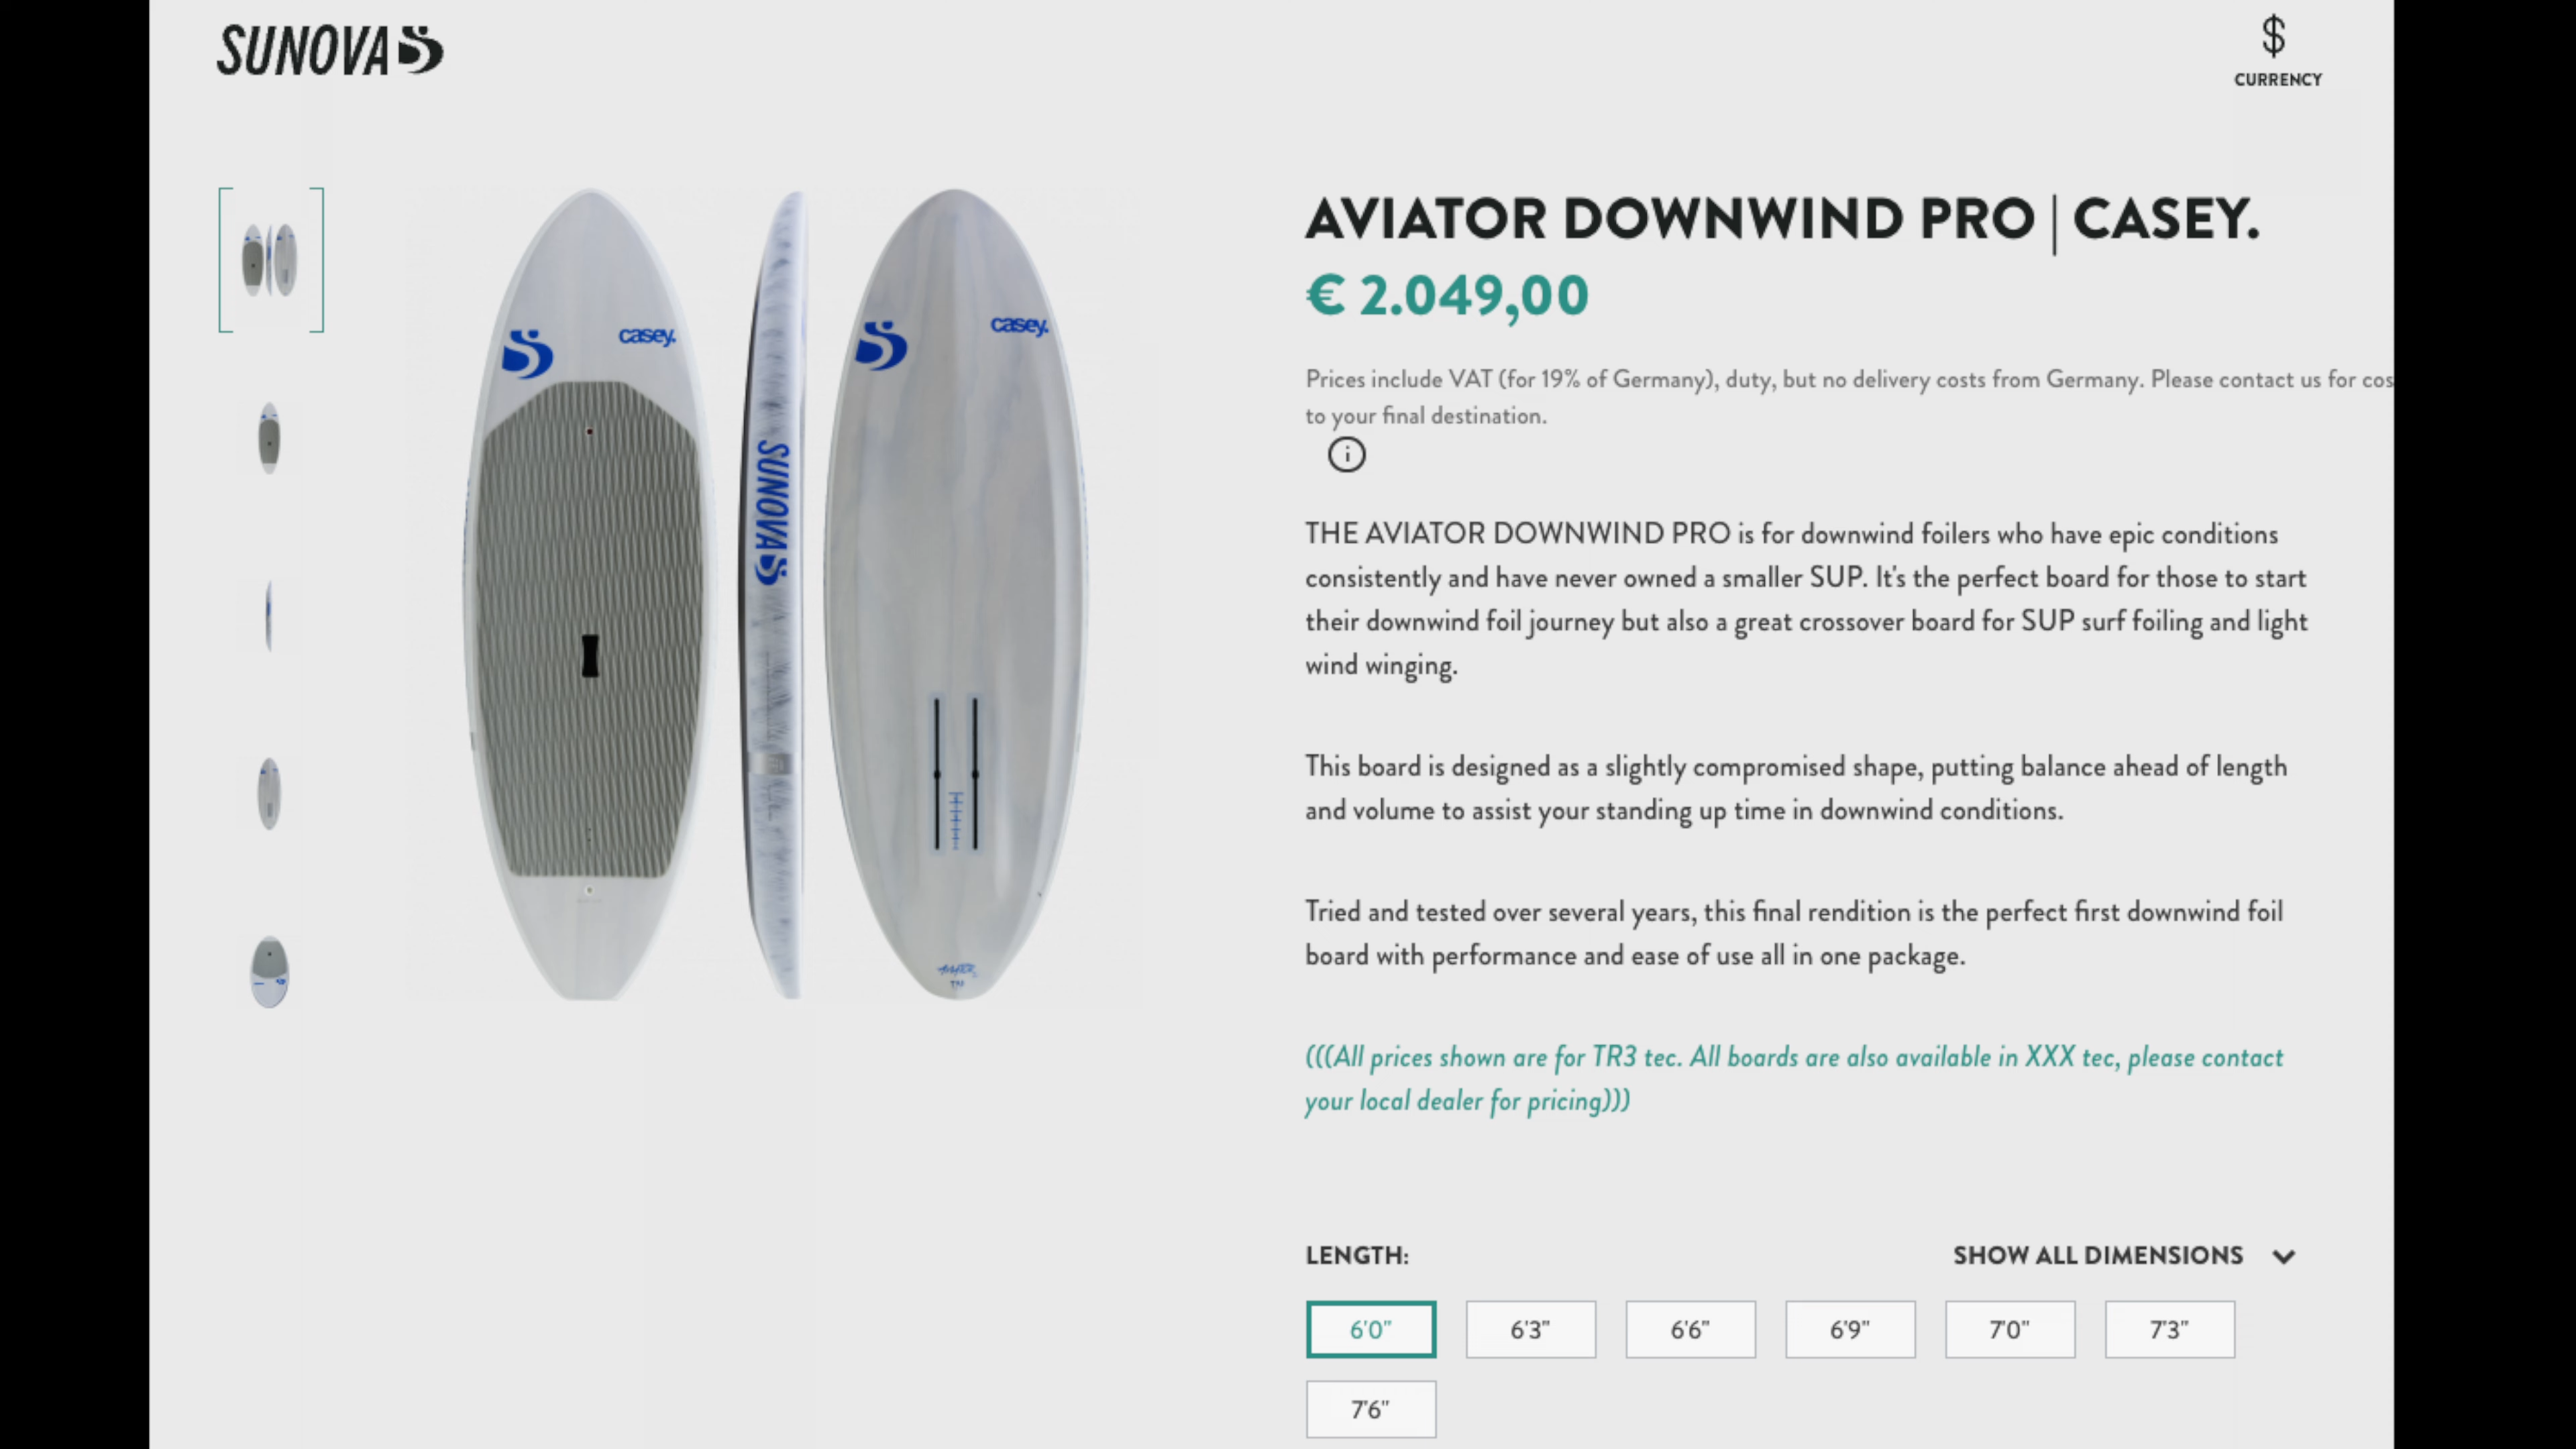 SUNOVA
$
CURRENCY
AVIATOR DOWNWIND PRO | CASEY.
€ 2.049,00
Prices include VAT (for 19% of Germany), duty, but no delivery costs from Germany. Please contact us for cos
to your final destination.
i
THE AVIATOR DOWNWIND PRO is for downwind foilers who have epic conditions
consistently and have never owned a smaller SUP. It's the perfect board for those to start
their downwind foil journey but also a great crossover board for SUP surf foiling and light
wind winging.
This board is designed as a slightly compromised shape, putting balance ahead of length
and volume to assist your standing up time in downwind conditions.
Tried and tested over several years, this final rendition is the perfect first downwind foil
board with performance and ease of use all in one package.
(((All prices shown are for TR3 tec. All boards are also available in XXX tec, please contact
your local dealer for pricing)))
LENGTH:
SHOW ALL DIMENSIONS
6'0"
6'3"
6'6"
6'9"
7'0"
7'3"
7'6"
casey.
SUNOVA
casey.